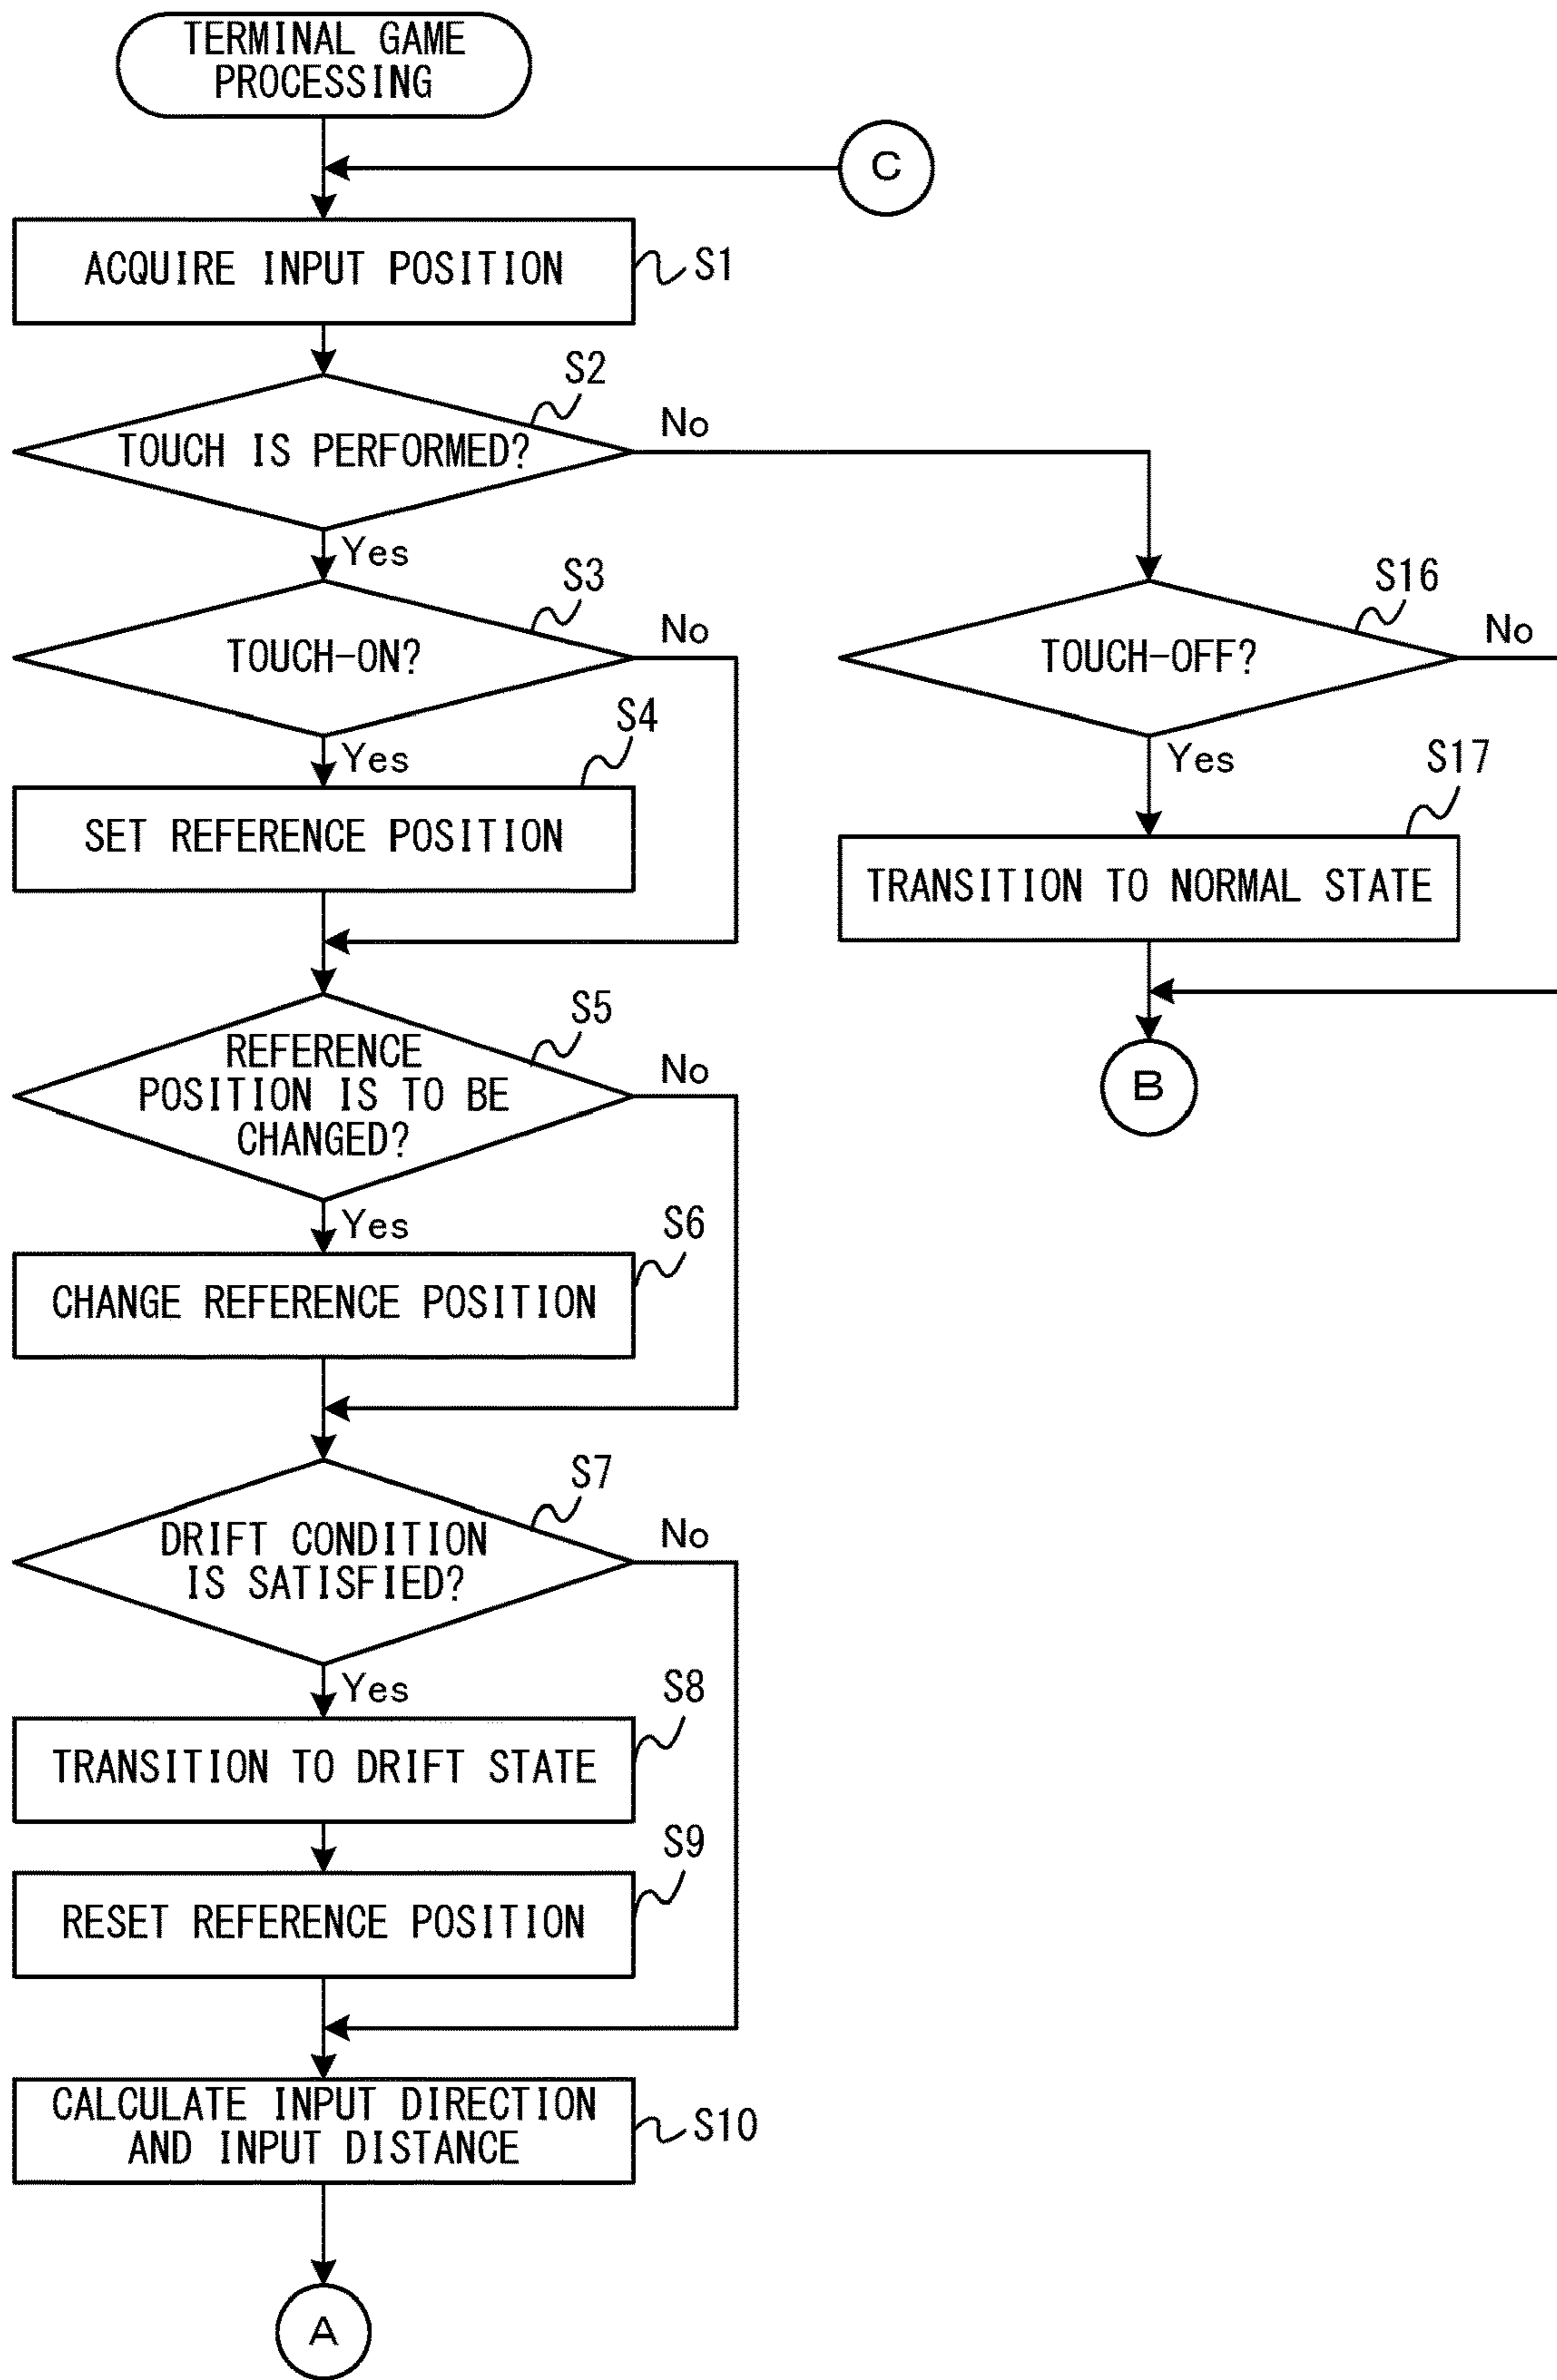 TERMINAL GAME
PROCESSING
C
ACQUIRE INPUT POSITION
S1
S2
TOUCH IS PERFORMED?
No
Yes
S3
TOUCH-ON?
No
Yes
S4
SET REFERENCE POSITION
S5
REFERENCE
POSITION IS TO BE
CHANGED?
No
Yes
S6
CHANGE REFERENCE POSITION
S7
DRIFT CONDITION
IS SATISFIED?
No
Yes
S8
TRANSITION TO DRIFT STATE
S9
RESET REFERENCE POSITION
CALCULATE INPUT DIRECTION
AND INPUT DISTANCE
S10
A
S16
TOUCH-OFF?
No
Yes
S17
TRANSITION TO NORMAL STATE
B